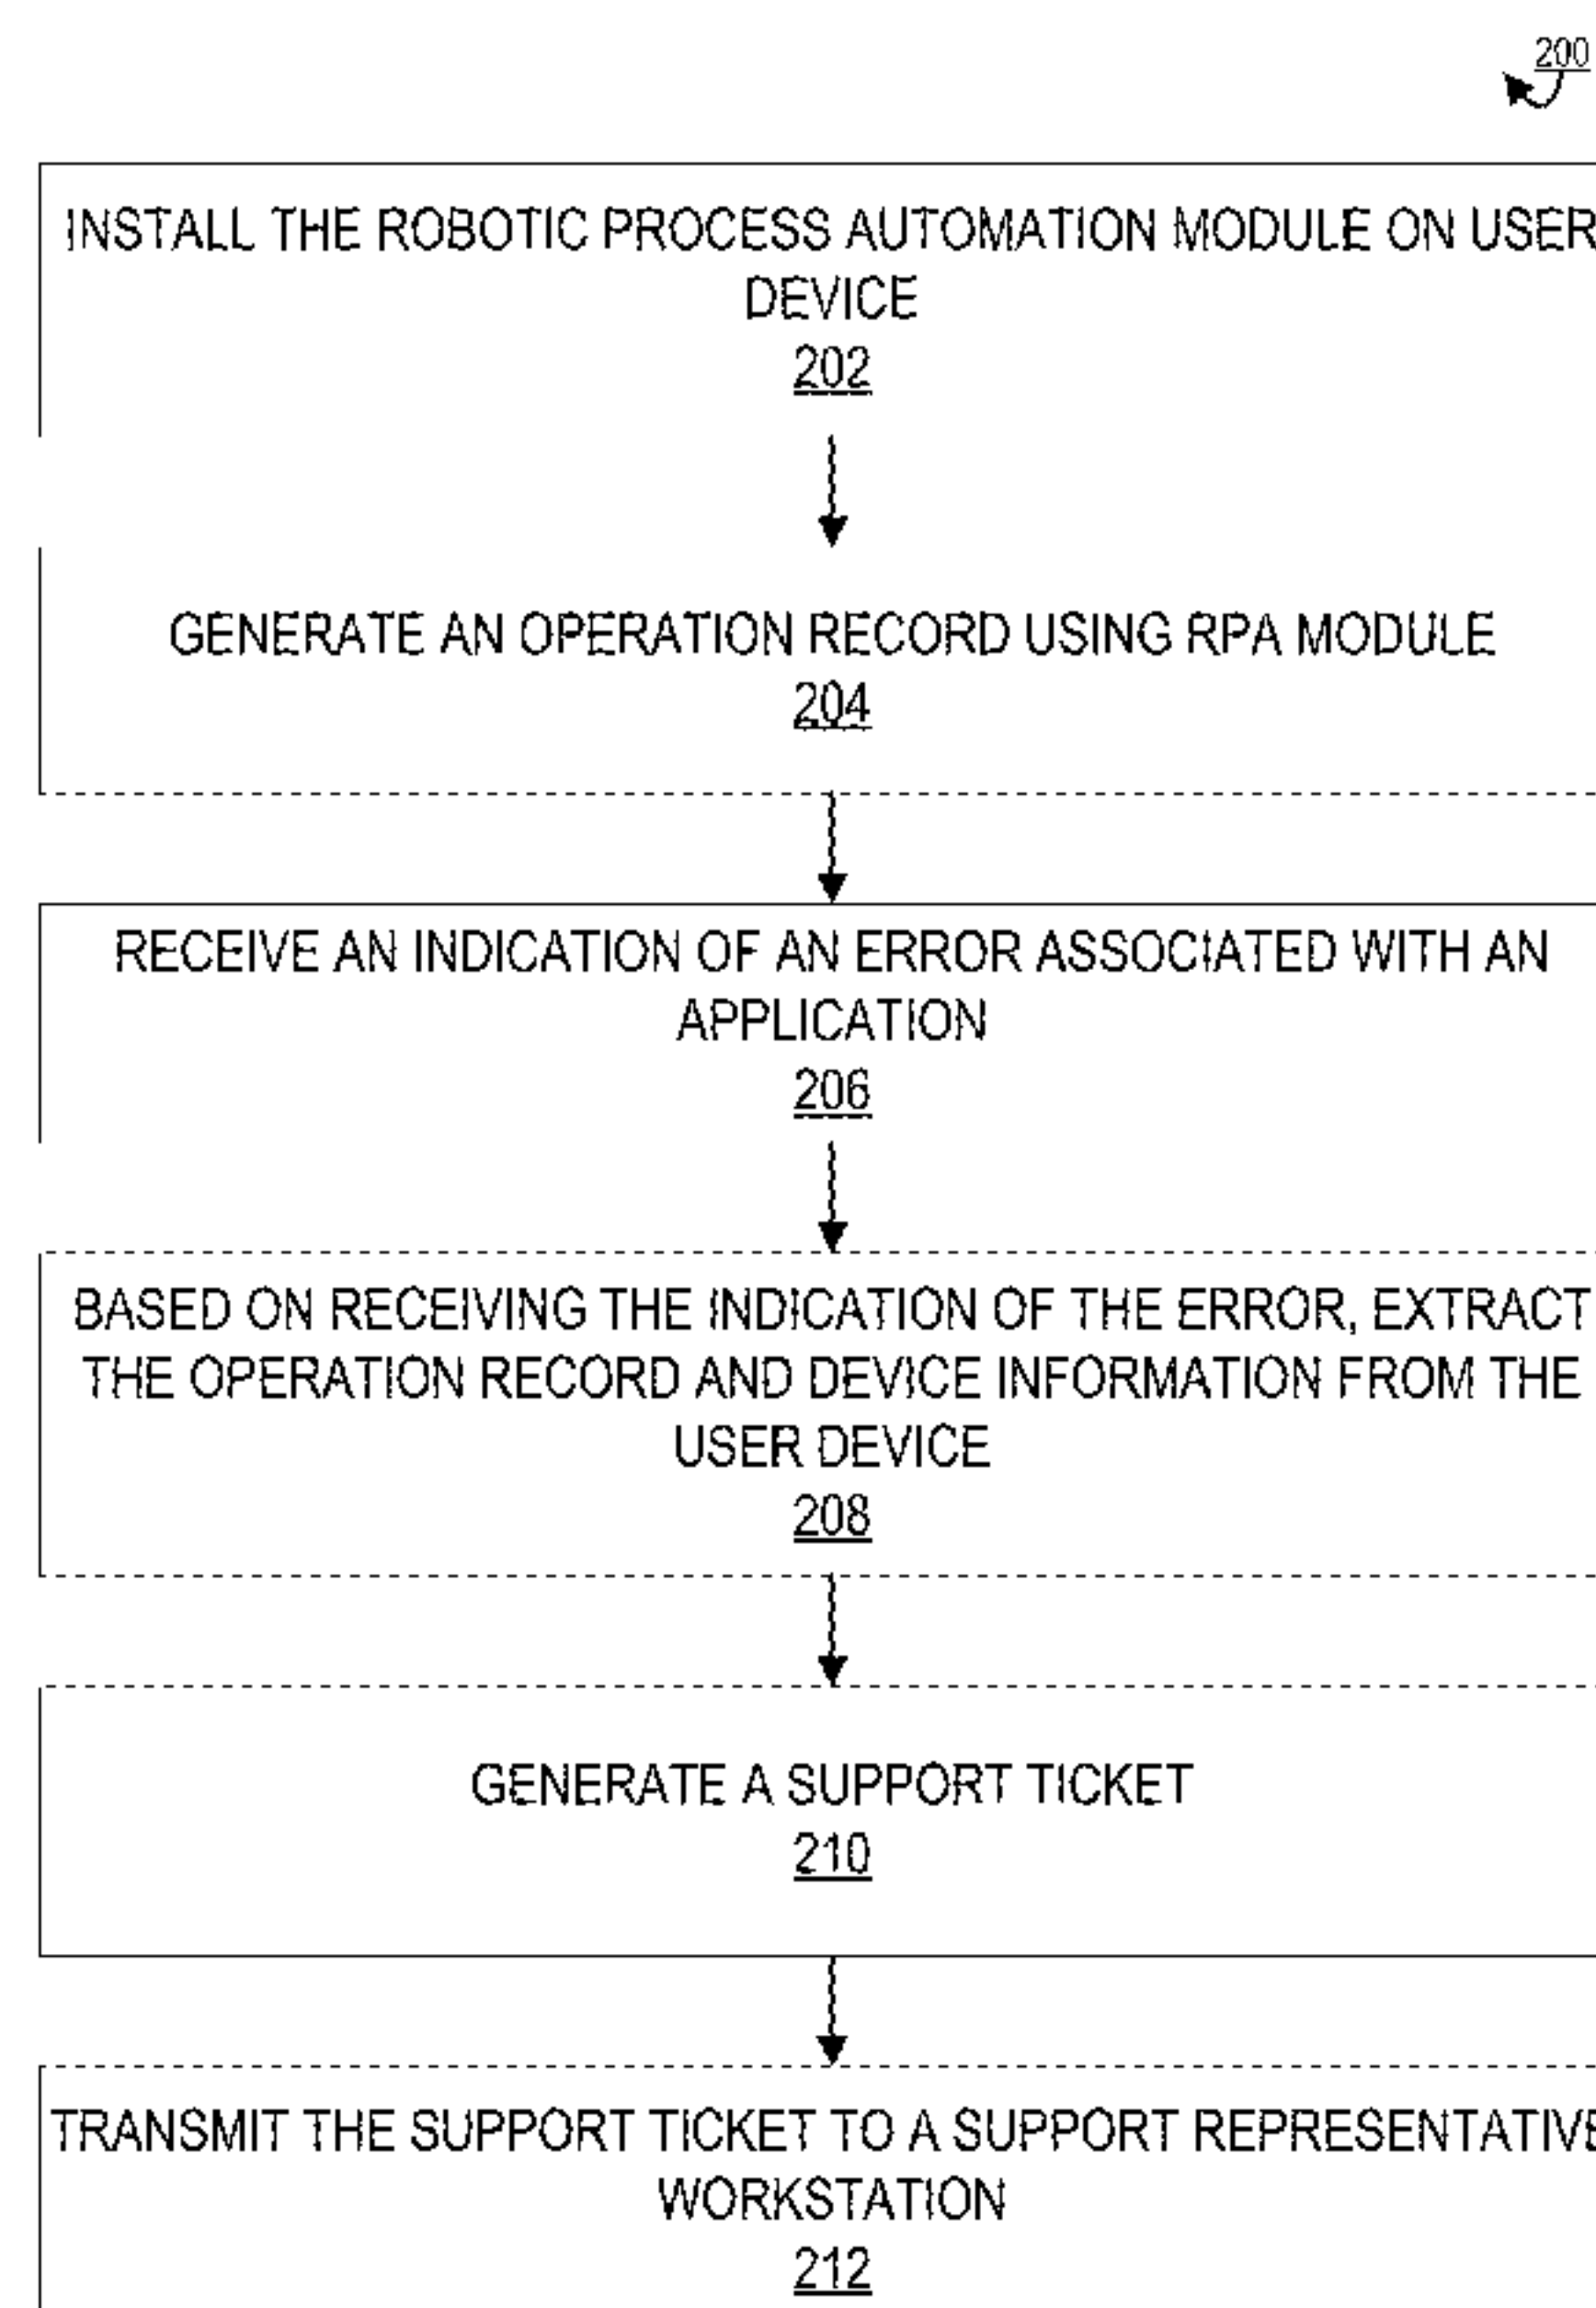 200
INSTALL THE ROBOTIC PROCESS AUTOMATION MODULE ON USER
DEVICE
202
GENERATE AN OPERATION RECORD USING RPA MODULE
204
RECEIVE AN INDICATION OF AN ERROR ASSOCIATED WITH AN
APPLICATION
206
BASED ON RECEIVING THE INDICATION OF THE ERROR, EXTRACT
THE OPERATION RECORD AND DEVICE INFORMATION FROM THE
USER DEVICE
208
GENERATE A SUPPORT TICKET
210
TRANSMIT THE SUPPORT TICKET TO A SUPPORT REPRESENTATIVE
WORKSTATION
212